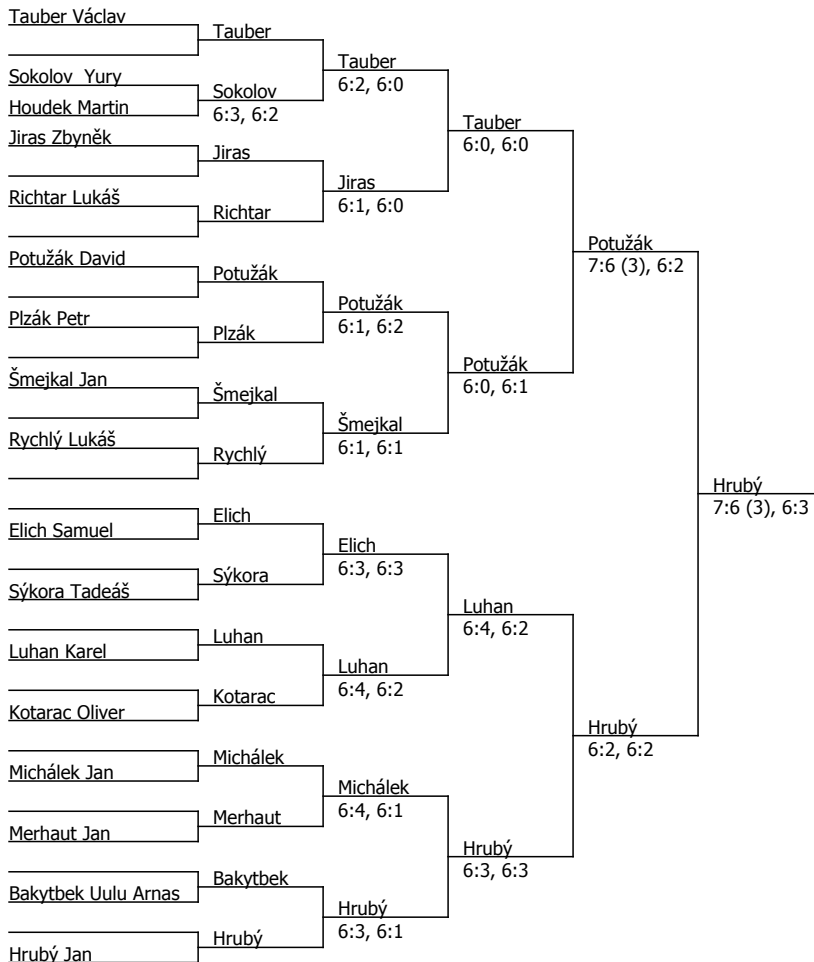 Tauber Václav
Sokolov  Yury
Houdek Martin
Jiras Zbyněk
Richtar Lukáš
Potužák David
Plzák Petr
Šmejkal Jan
Rychlý Lukáš
Elich Samuel
Sýkora Tadeáš
Luhan Karel
Kotarac Oliver
Michálek Jan
Merhaut Jan
Bakytbek Uulu Arnas
Hrubý Jan
Tauber
Sokolov
6:3, 6:2
Jiras
Richtar
Potužák
Plzák
Šmejkal
Rychlý
Elich
Sýkora
Luhan
Kotarac
Michálek
Merhaut
Bakytbek
Hrubý
Tauber
6:2, 6:0
Jiras
6:1, 6:0
Potužák
6:1, 6:2
Šmejkal
6:1, 6:1
Elich
6:3, 6:3
Luhan
6:4, 6:2
Michálek
6:4, 6:1
Hrubý
6:3, 6:1
Tauber
6:0, 6:0
Potužák
6:0, 6:1
Luhan
6:4, 6:2
Hrubý
6:3, 6:3
Potužák
7:6 (3), 6:2
Hrubý
6:2, 6:2
Hrubý
7:6 (3), 6:3